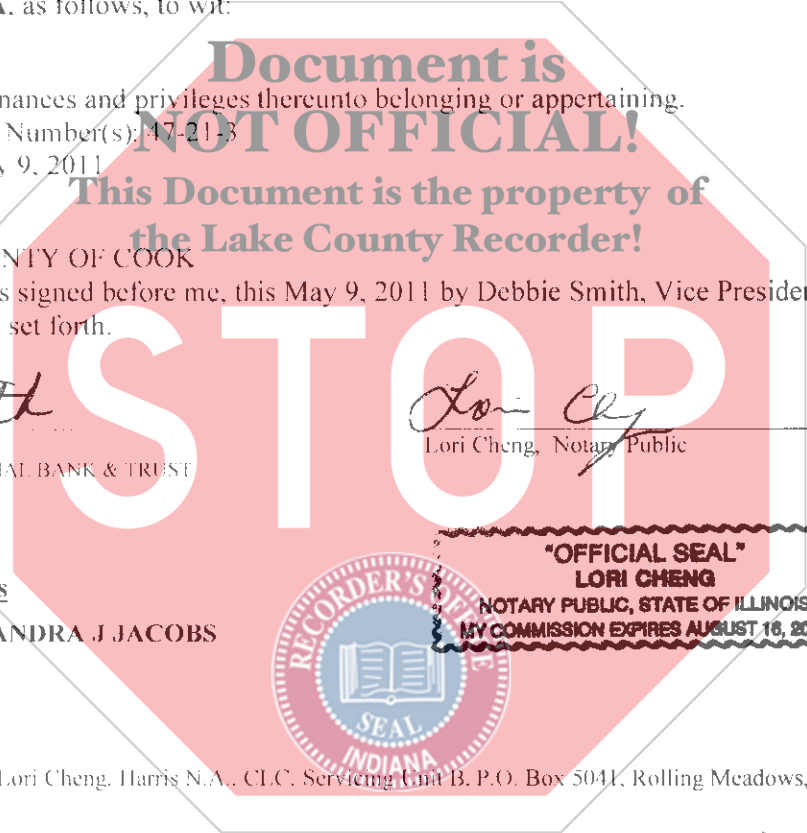 A, as follows, to wit:
Document is
nances and privileges thereunto belonging or appertaining.
NOT OFFICIAL!
Number(s): 47-21-3
y 9, 2011
This Document is the property of
the Lake County Recorder!
NTY OF COOK
s signed before me, this May 9, 2011 by Debbie Smith, Vice Presiden
set forth.
STOP
Lori Cheng, Notary Public
AL BANK & TRUST
"OFFICIAL SEAL"
LORI CHENG
NOTARY PUBLIC, STATE OF ILLINOIS
MY COMMISSION EXPIRES AUGUST 16, 20
S
ANDRA J JACOBS
RECORDER'S OFFICE
SEAL
INDIANA
Lori Cheng, Harris N.A., CLC. Servicing Unit B, P.O. Box 5041, Rolling Meadows,